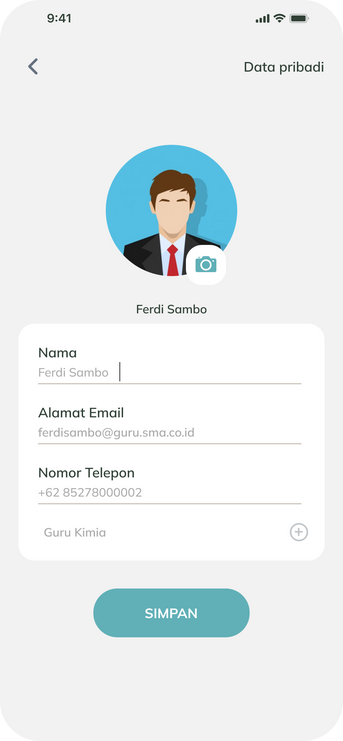 9:41
Data pribadi
Ferdi Sambo
Nama
Ferdi Sambo
Alamat Email
ferdisambo@guru.sma.co.id
Nomor Telepon
+62 85278000002
Guru Kimia
SIMPAN